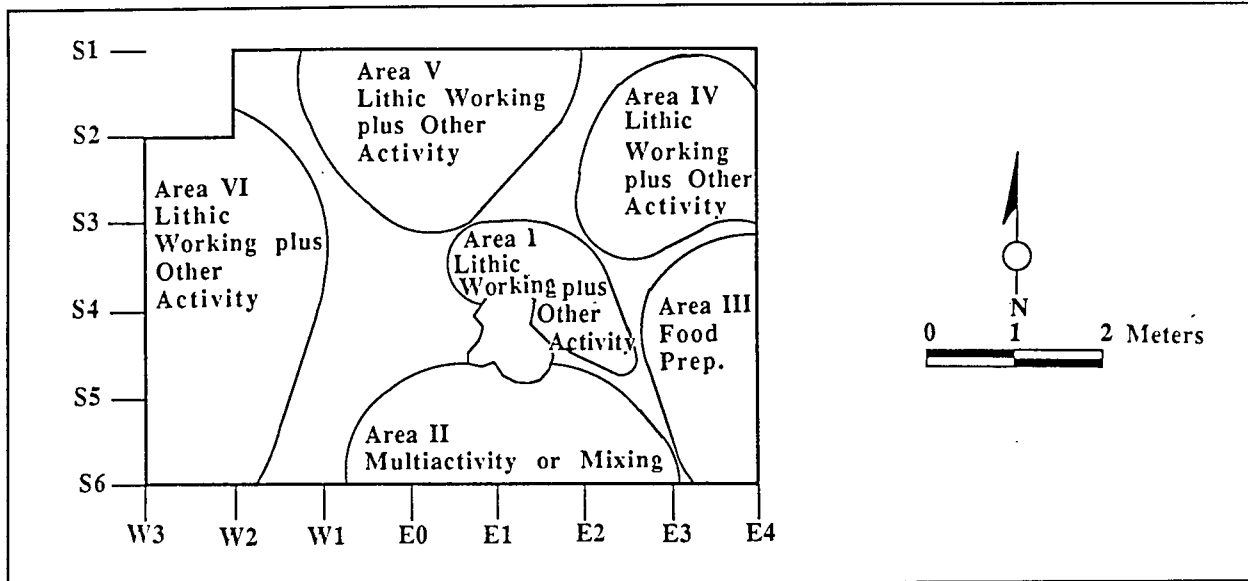 S1
S2
S3
S4
S5
S6
W3
W2
W1
E0
E1
E2
E3
E4
Area V
Lithic Working
plus Other
Activity
Area IV
Lithic
Working
plus Other
Activity
Area VI
Lithic
Working plus
Other
Activity
Area I
Lithic
Working plus
Other
Activity
Area III
Food
Prep.
Area II
Multiactivity or Mixing
N
0 1 2 Meters